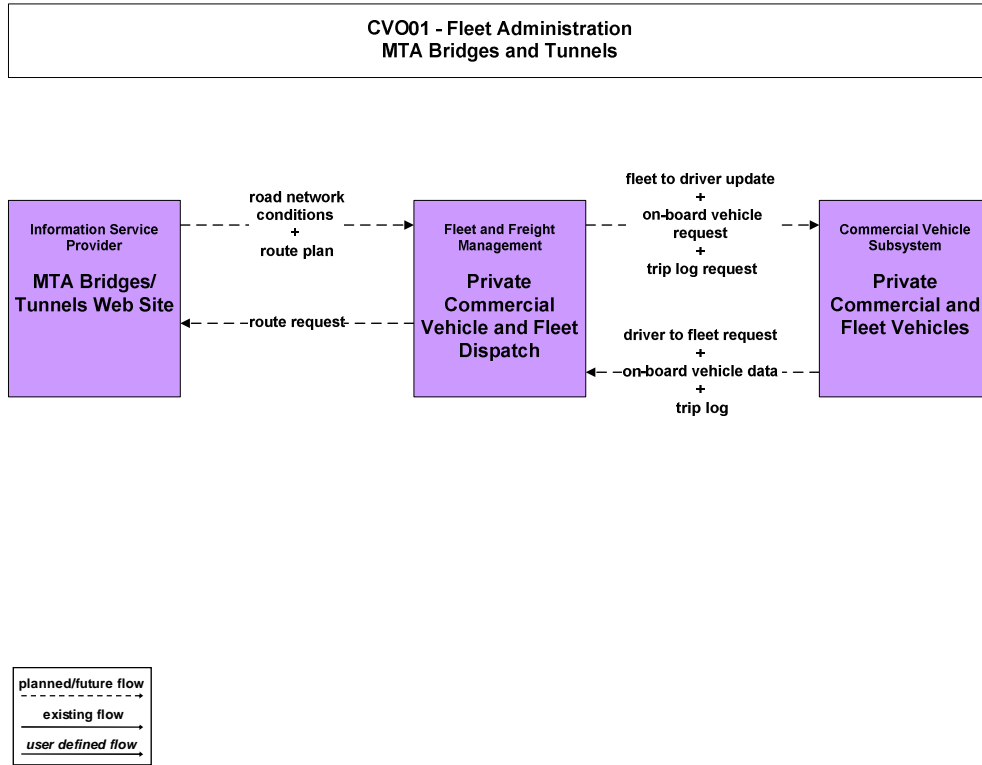 CVO01 - Fleet Administration
MTA Bridges and Tunnels
Information Service
Provider
MTA Bridges/
Tunnels Web Site
road network
conditions
+
route plan
route request
Fleet and Freight
Management
Private
Commercial
Vehicle and Fleet
Dispatch
fleet to driver update
+
on-board vehicle
request
+
trip log request
driver to fleet request
+
on-board vehicle data
+
trip log
Commercial Vehicle
Subsystem
Private
Commercial and
Fleet Vehicles
planned/future flow
existing flow
user defined flow